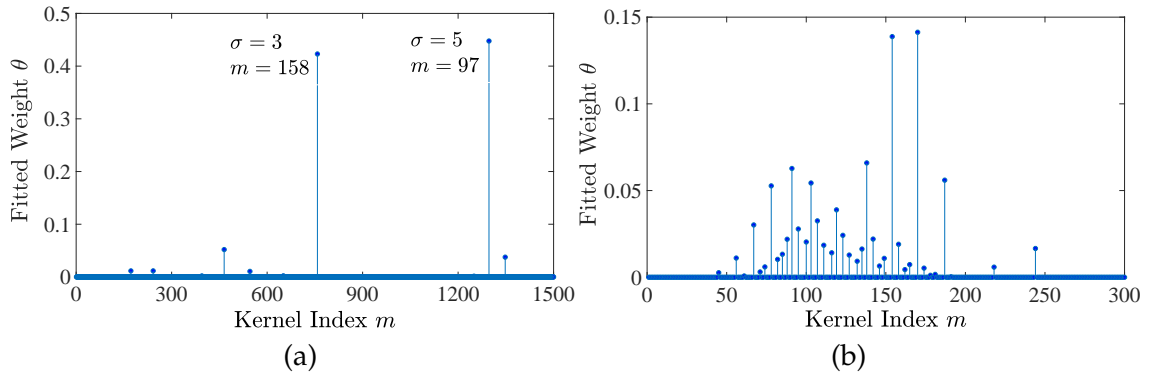 0.5
0.4
0.3
0.2
0.1
0
0
300
600
900
1200
1500
Fitted Weight θ
Kernel Index m
σ = 3
m = 158
σ = 5
m = 97
(a)
0.15
0.1
0.05
0
0
50
100
150
200
250
300
Fitted Weight θ
Kernel Index m
(b)